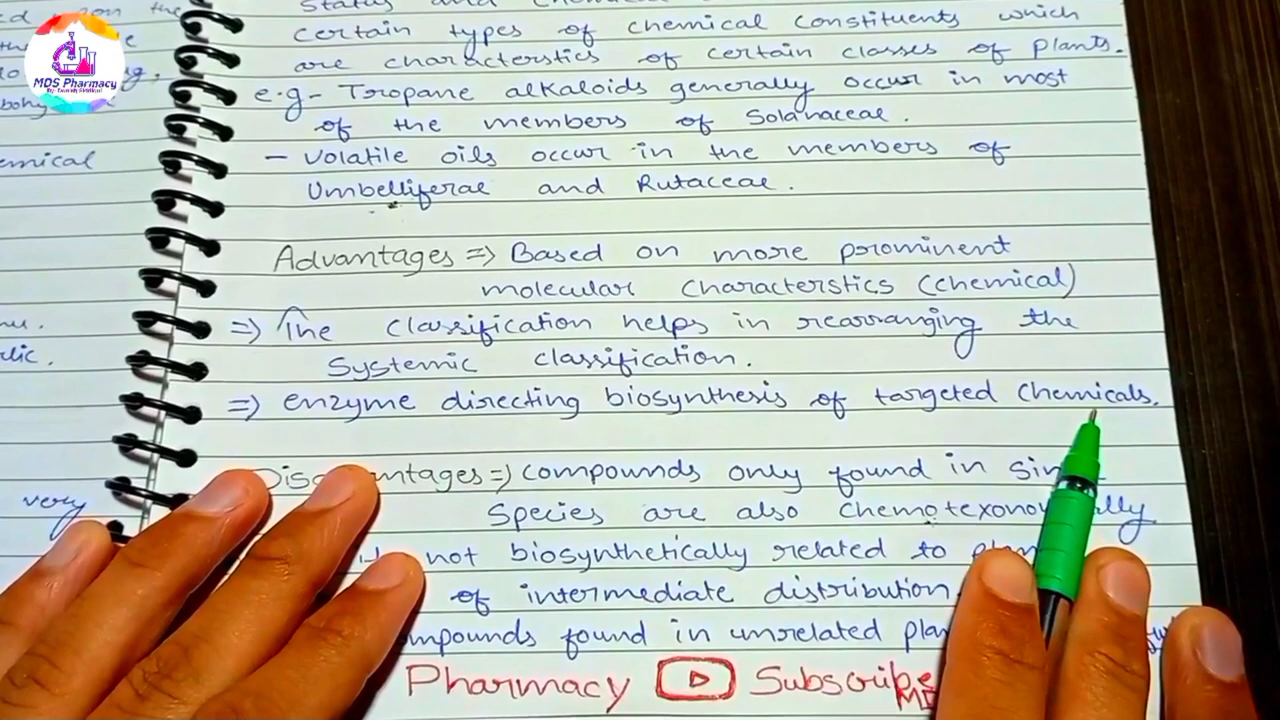 MDS Pharmacy
status and
certain types of chemical constituents which
are characterstics of certain classes of plants.
e.g- Tropane alkaloids generally occur in most
of the members of Solanaceae.
- Volatile oils occur in the members of
Umbelliferae and Rutaceae.
Advantages => Based on more prominent
molecular characterstics (chemical)
=> The classification helps in rearranging the
Systemic classification.
=> enzyme directing biosynthesis of targeted chemicals.
=> compounds only found in
Species are also
not biosynthetically related to
of intermediate distribution
found in unrelated
Pharmacy Subscribe
very